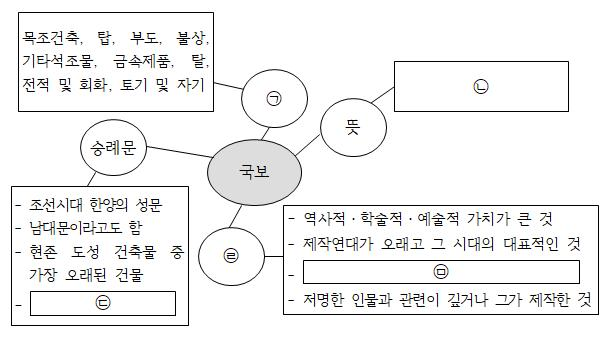 목조건축, 탑, 부도, 불상,
기타석조물, 금속제품, 탈,
전적 및 회화, 토기 및 자기
㉠
㉡
뜻
숭례문
국보
- 조선시대 한양의 성문
- 남대문이라고도 함
- 현존 도성 건축물 중
가장 오래된 건물
- ㉢
㉣
- 역사적·학술적·예술적 가치가 큰 것
- 제작연대가 오래고 그 시대의 대표적인 것
- ㉤
- 저명한 인물과 관련이 깊거나 그가 제작한 것